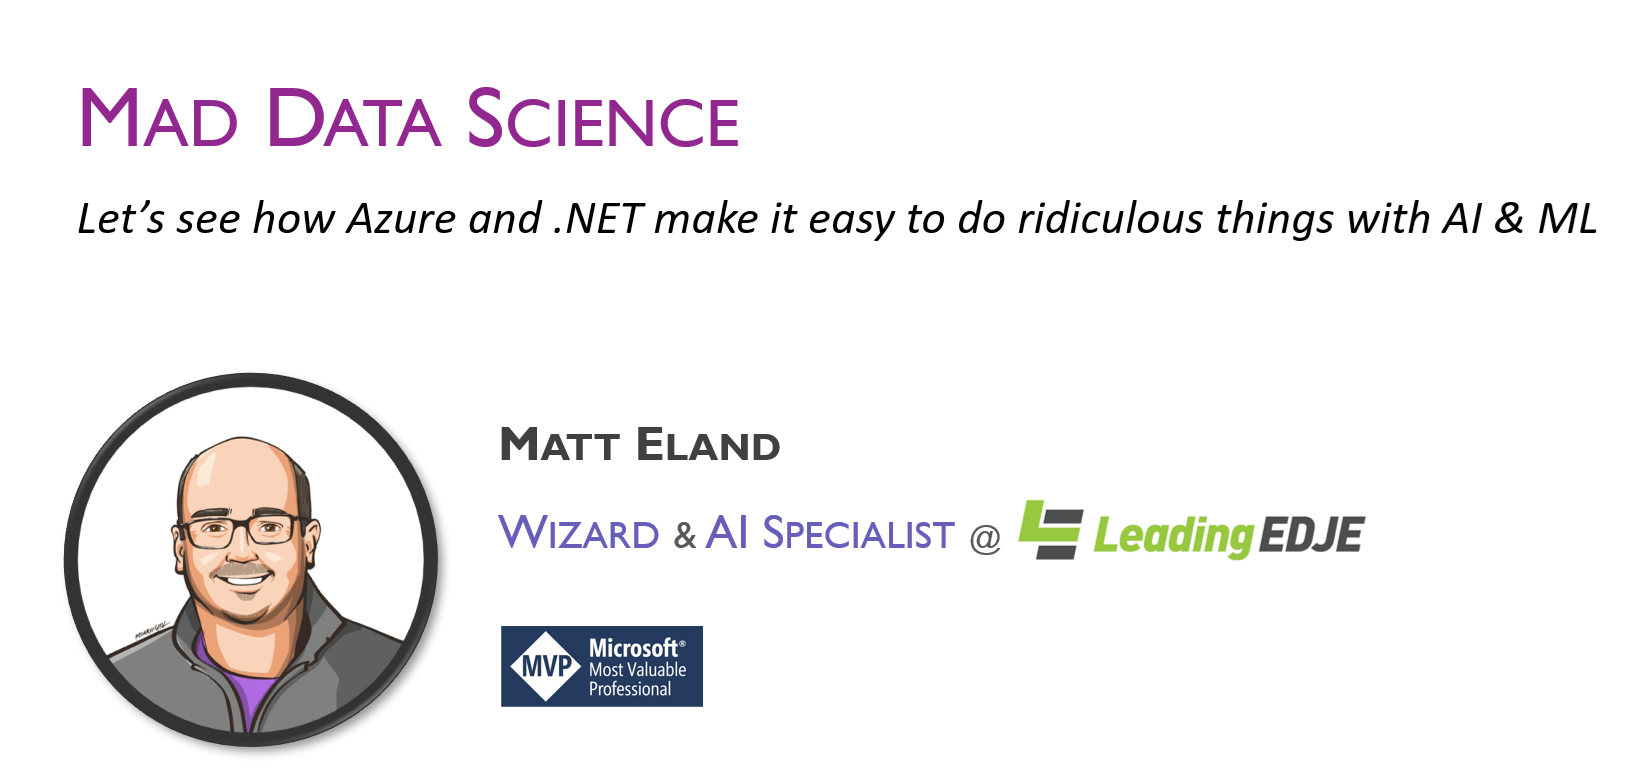 Mad Data Science
Let's see how Azure and .NET make it easy to do ridiculous things with AI & ML
Matt Eland
Wizard & AI Specialist @ Leading EDJE
MVP
Microsoft®
Most Valuable
Professional